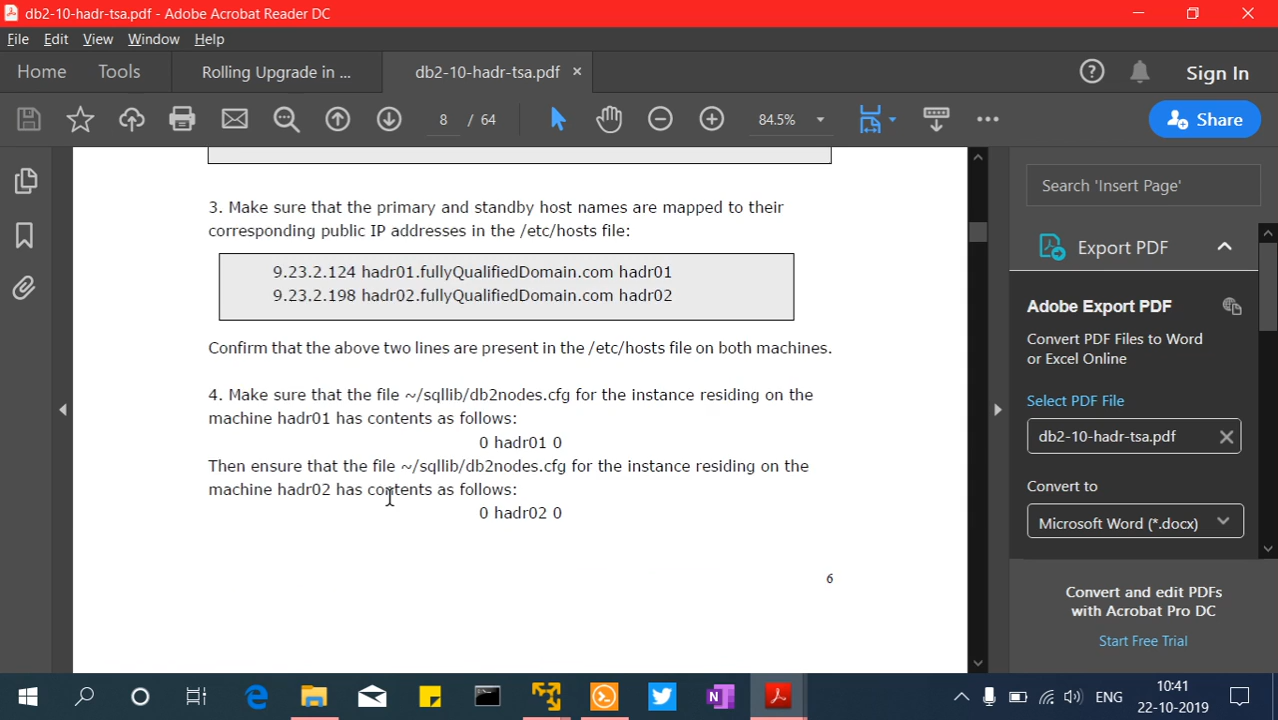 db2-10-hadr-tsa.pdf - Adobe Acrobat Reader DC
File Edit View Window Help
Home Tools Rolling Upgrade in ... db2-10-hadr-tsa.pdf × Sign In
8 / 64 84.5% Share
3. Make sure that the primary and standby host names are mapped to their
corresponding public IP addresses in the /etc/hosts file:
9.23.2.124 hadr01.fullyQualifiedDomain.com hadr01
9.23.2.198 hadr02.fullyQualifiedDomain.com hadr02
Confirm that the above two lines are present in the /etc/hosts file on both machines.
4. Make sure that the file ~/sqllib/db2nodes.cfg for the instance residing on the
machine hadr01 has contents as follows:
0 hadr01 0
Then ensure that the file ~/sqllib/db2nodes.cfg for the instance residing on the
machine hadr02 has contents as follows:
0 hadr02 0
6
Search 'Insert Page'
Export PDF
Adobe Export PDF
Convert PDF Files to Word
or Excel Online
Select PDF File
db2-10-hadr-tsa.pdf
Convert to
Microsoft Word (*.docx)
Convert and edit PDFs
with Acrobat Pro DC
Start Free Trial
ENG
10:41
22-10-2019